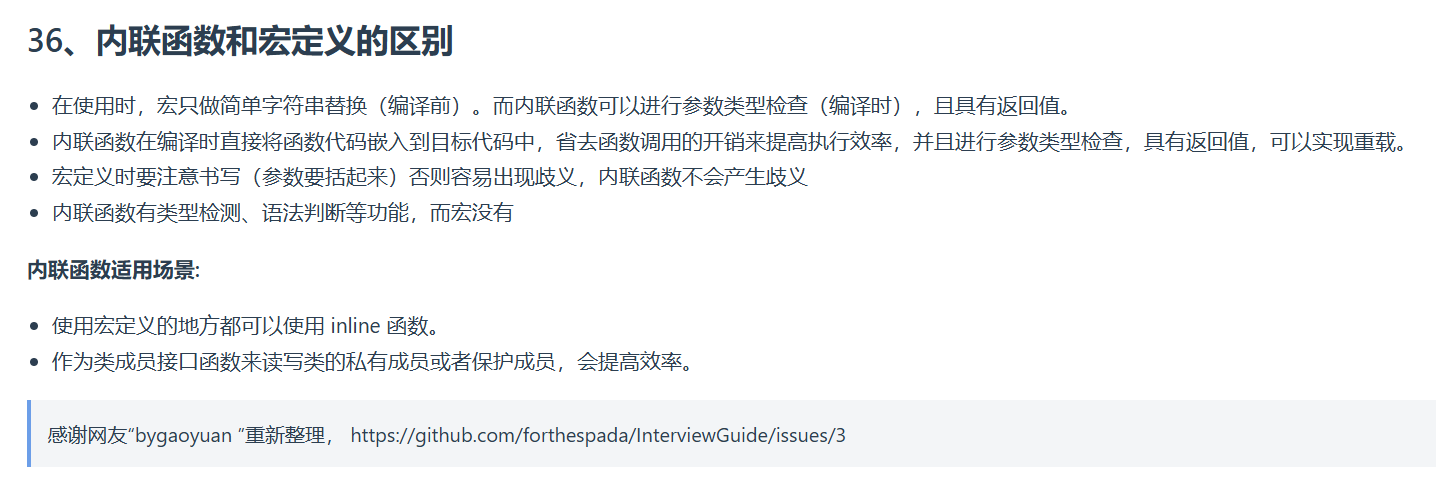 36、内联函数和宏定义的区别
在使用时，宏只做简单字符串替换（编译前）。而内联函数可以进行参数类型检查（编译时），且具有返回值。
内联函数在编译时直接将函数代码嵌入到目标代码中，省去函数调用的开销来提高执行效率，并且进行参数类型检查，具有返回值，可以实现重载。
宏定义时要注意书写（参数要括起来）否则容易出现歧义，内联函数不会产生歧义
内联函数有类型检测、语法判断等功能，而宏没有
内联函数适用场景:
使用宏定义的地方都可以使用 inline 函数。
作为类成员接口函数来读写类的私有成员或者保护成员，会提高效率。
感谢网友“bygaoyuan ”重新整理， https://github.com/forthespada/InterviewGuide/issues/3